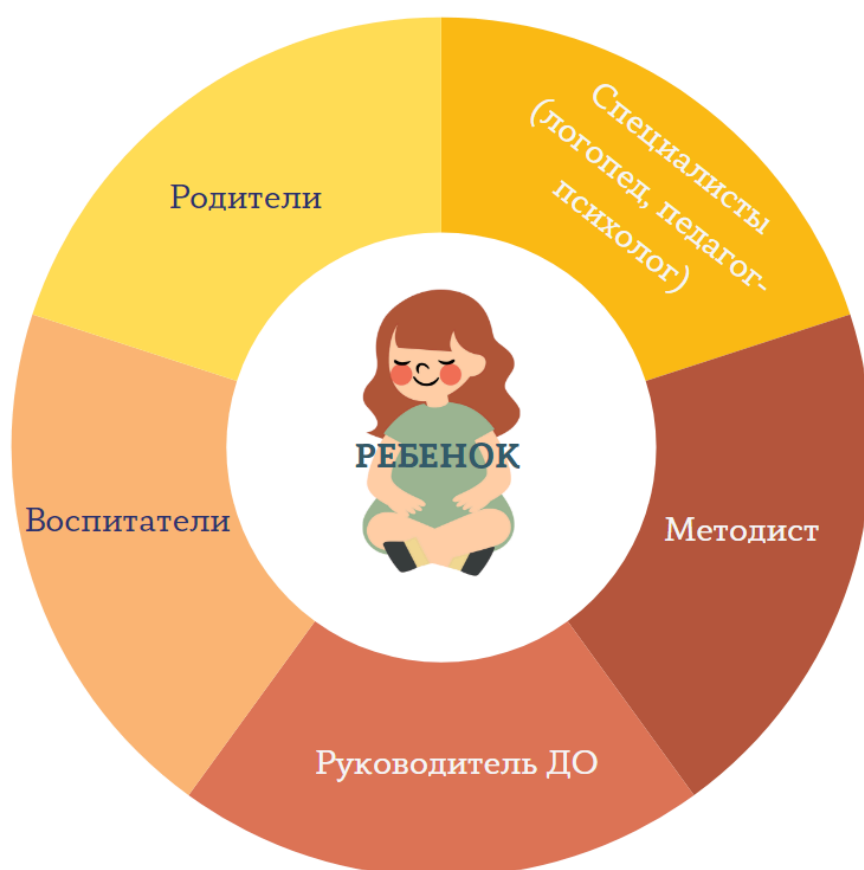 Родители
Специалисты
(логопед, педагог-
психолог)
РЕБЕНОК
Воспитатели
Методист
Руководитель ДО